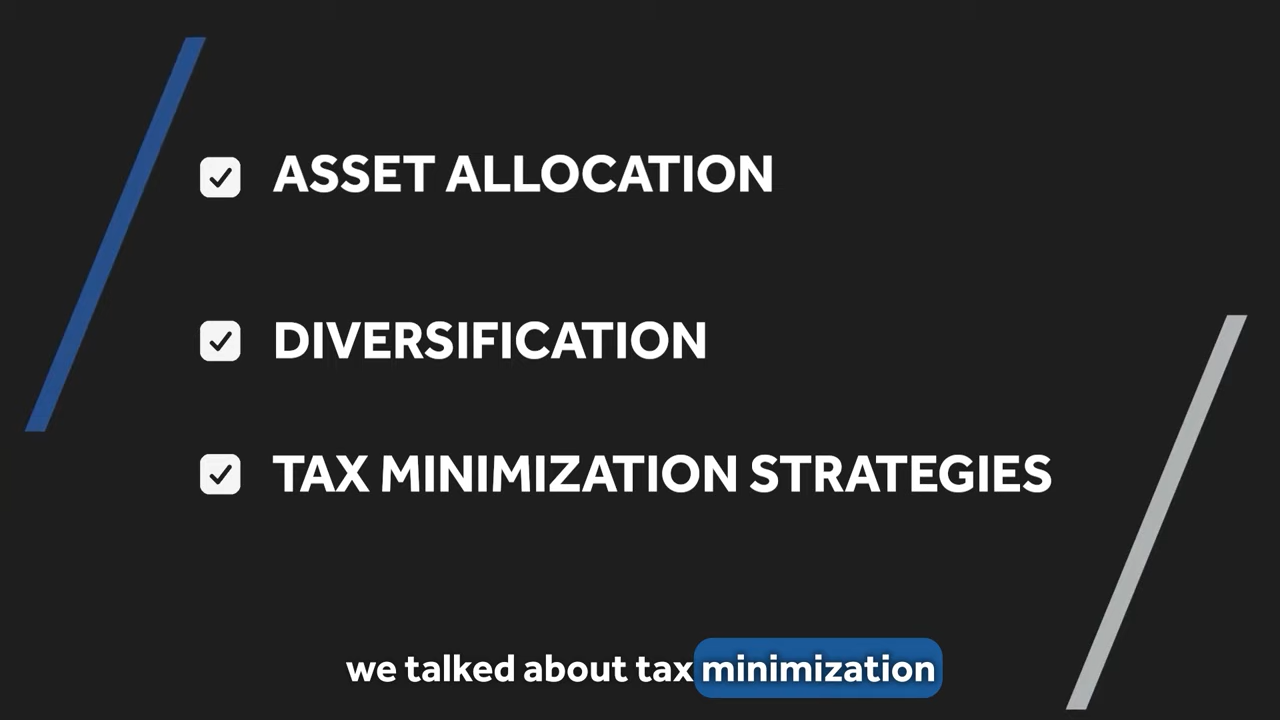 ASSET ALLOCATION
DIVERSIFICATION
TAX MINIMIZATION STRATEGIES
we talked about tax minimization